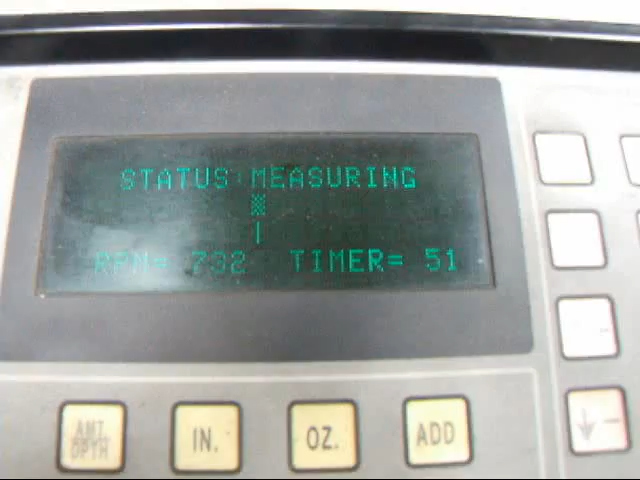 STATUS:MEASURING
RPM= 732 TIMER= 51
AMT
DPTH
IN.
OZ.
ADD